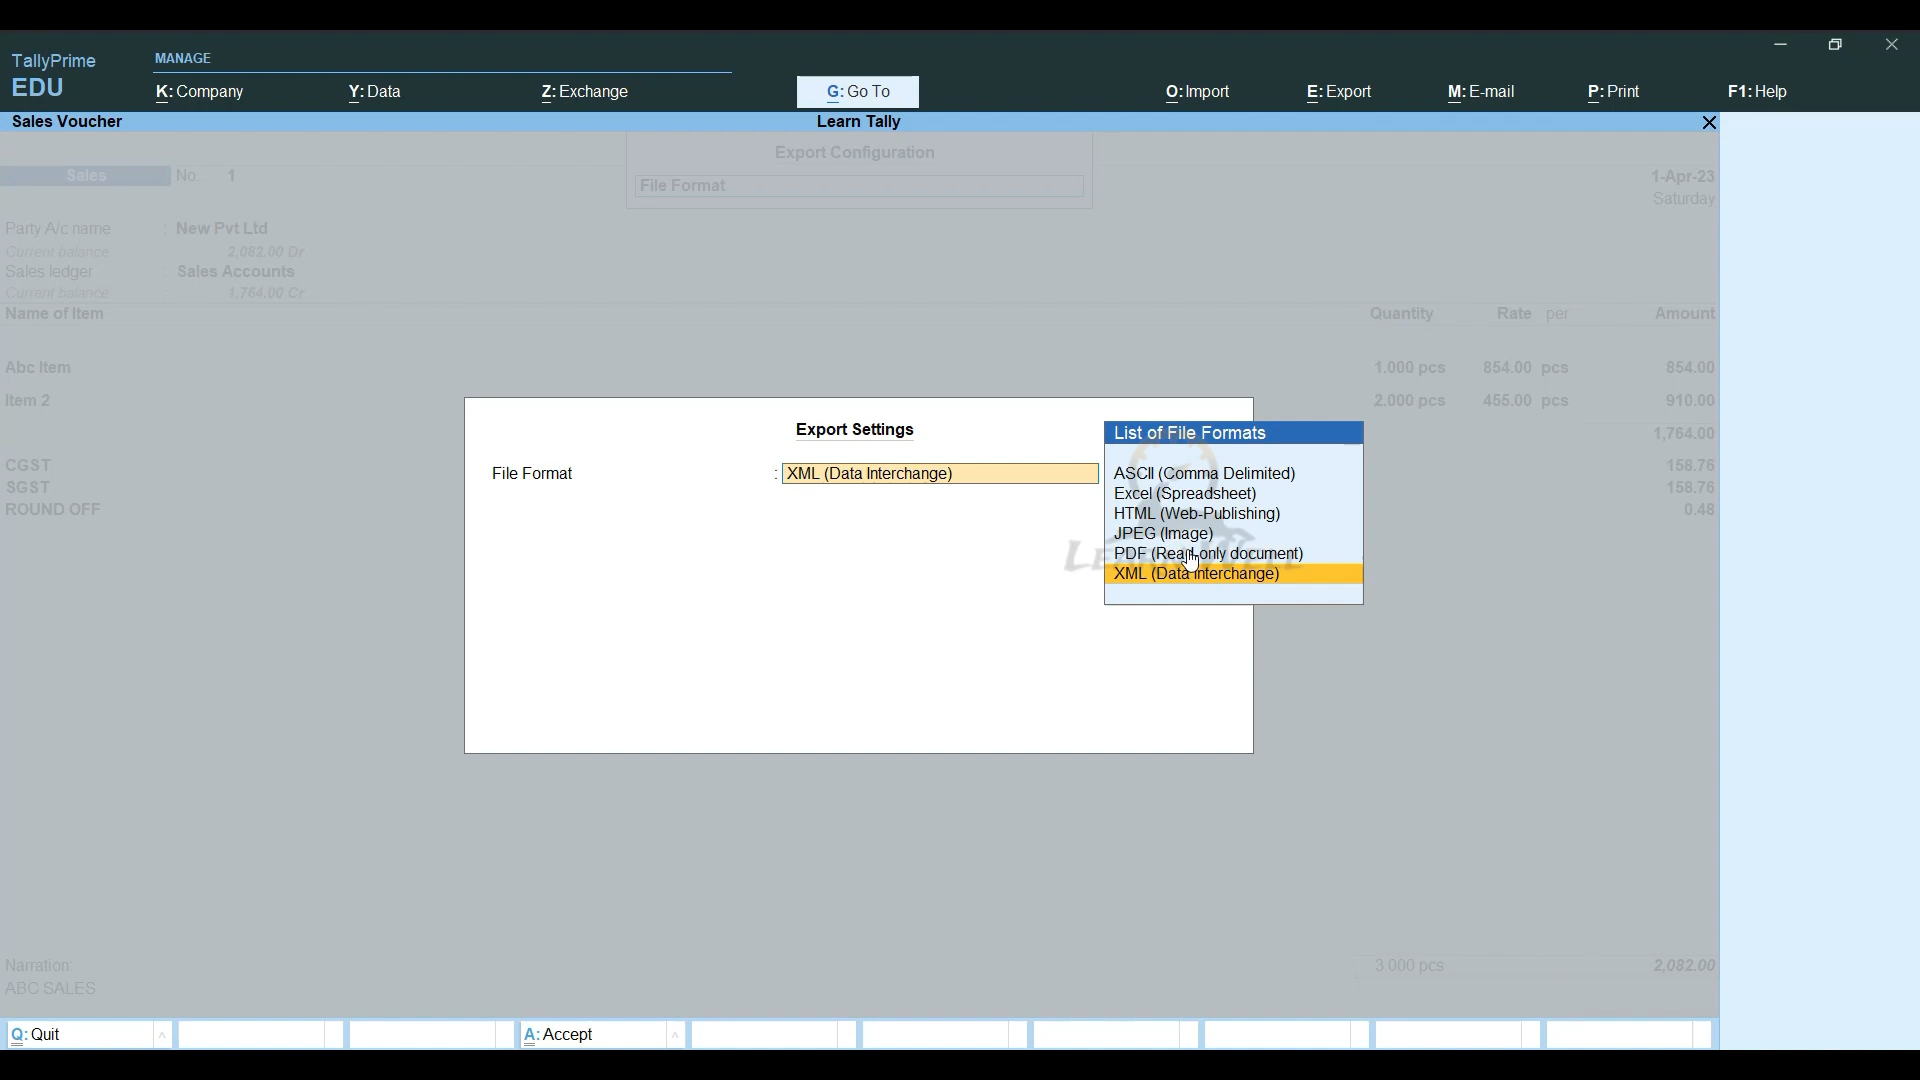 TallyPrime
EDU
MANAGE
K: Company
Y: Data
Z: Exchange
G: Go To
O: Import
E: Export
M: E-mail
P: Print
F1: Help
Sales Voucher
Learn Tally
Export Configuration
File Format
Sales No. 1
1-Apr-23
Saturday
Party A/c name : New Pvt Ltd
Current balance 2,082.00 Dr
Sales ledger : Sales Accounts
Current balance 1,764.00 Cr
Name of Item Quantity Rate per Amount
Abc Item 1.000 pcs 854.00 pcs 854.00
Item 2 2.000 pcs 455.00 pcs 910.00
1,764.00
CGST 158.76
SGST 158.76
ROUND OFF 0.48
Export Settings
File Format : XML (Data Interchange)
List of File Formats
ASCII (Comma Delimited)
Excel (Spreadsheet)
HTML (Web-Publishing)
JPEG (Image)
PDF (Read-only document)
XML (Data Interchange)
LEARNWELL
Narration:
ABC SALES
3.000 pcs 2,082.00
Q: Quit
A: Accept